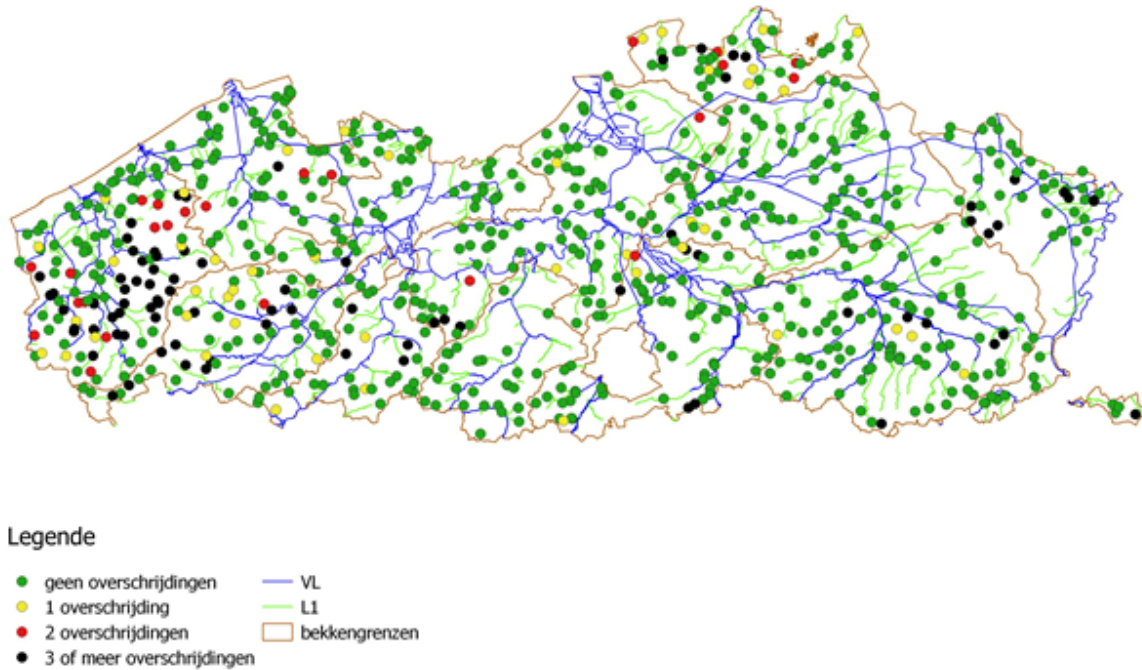 Legende
geen overschrijdingen
1 overschrijding
2 overschrijdingen
3 of meer overschrijdingen
VL
L1
bekkengrenzen